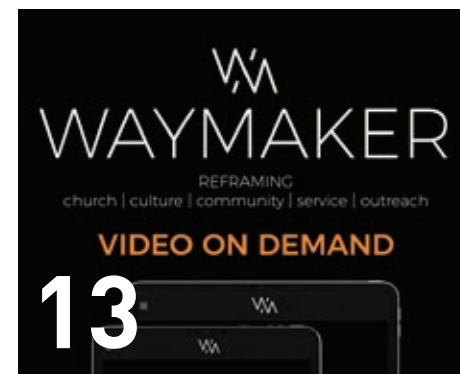 WAYMAKER
REFRAMING
church | culture | community | service | outreach
VIDEO ON DEMAND
13